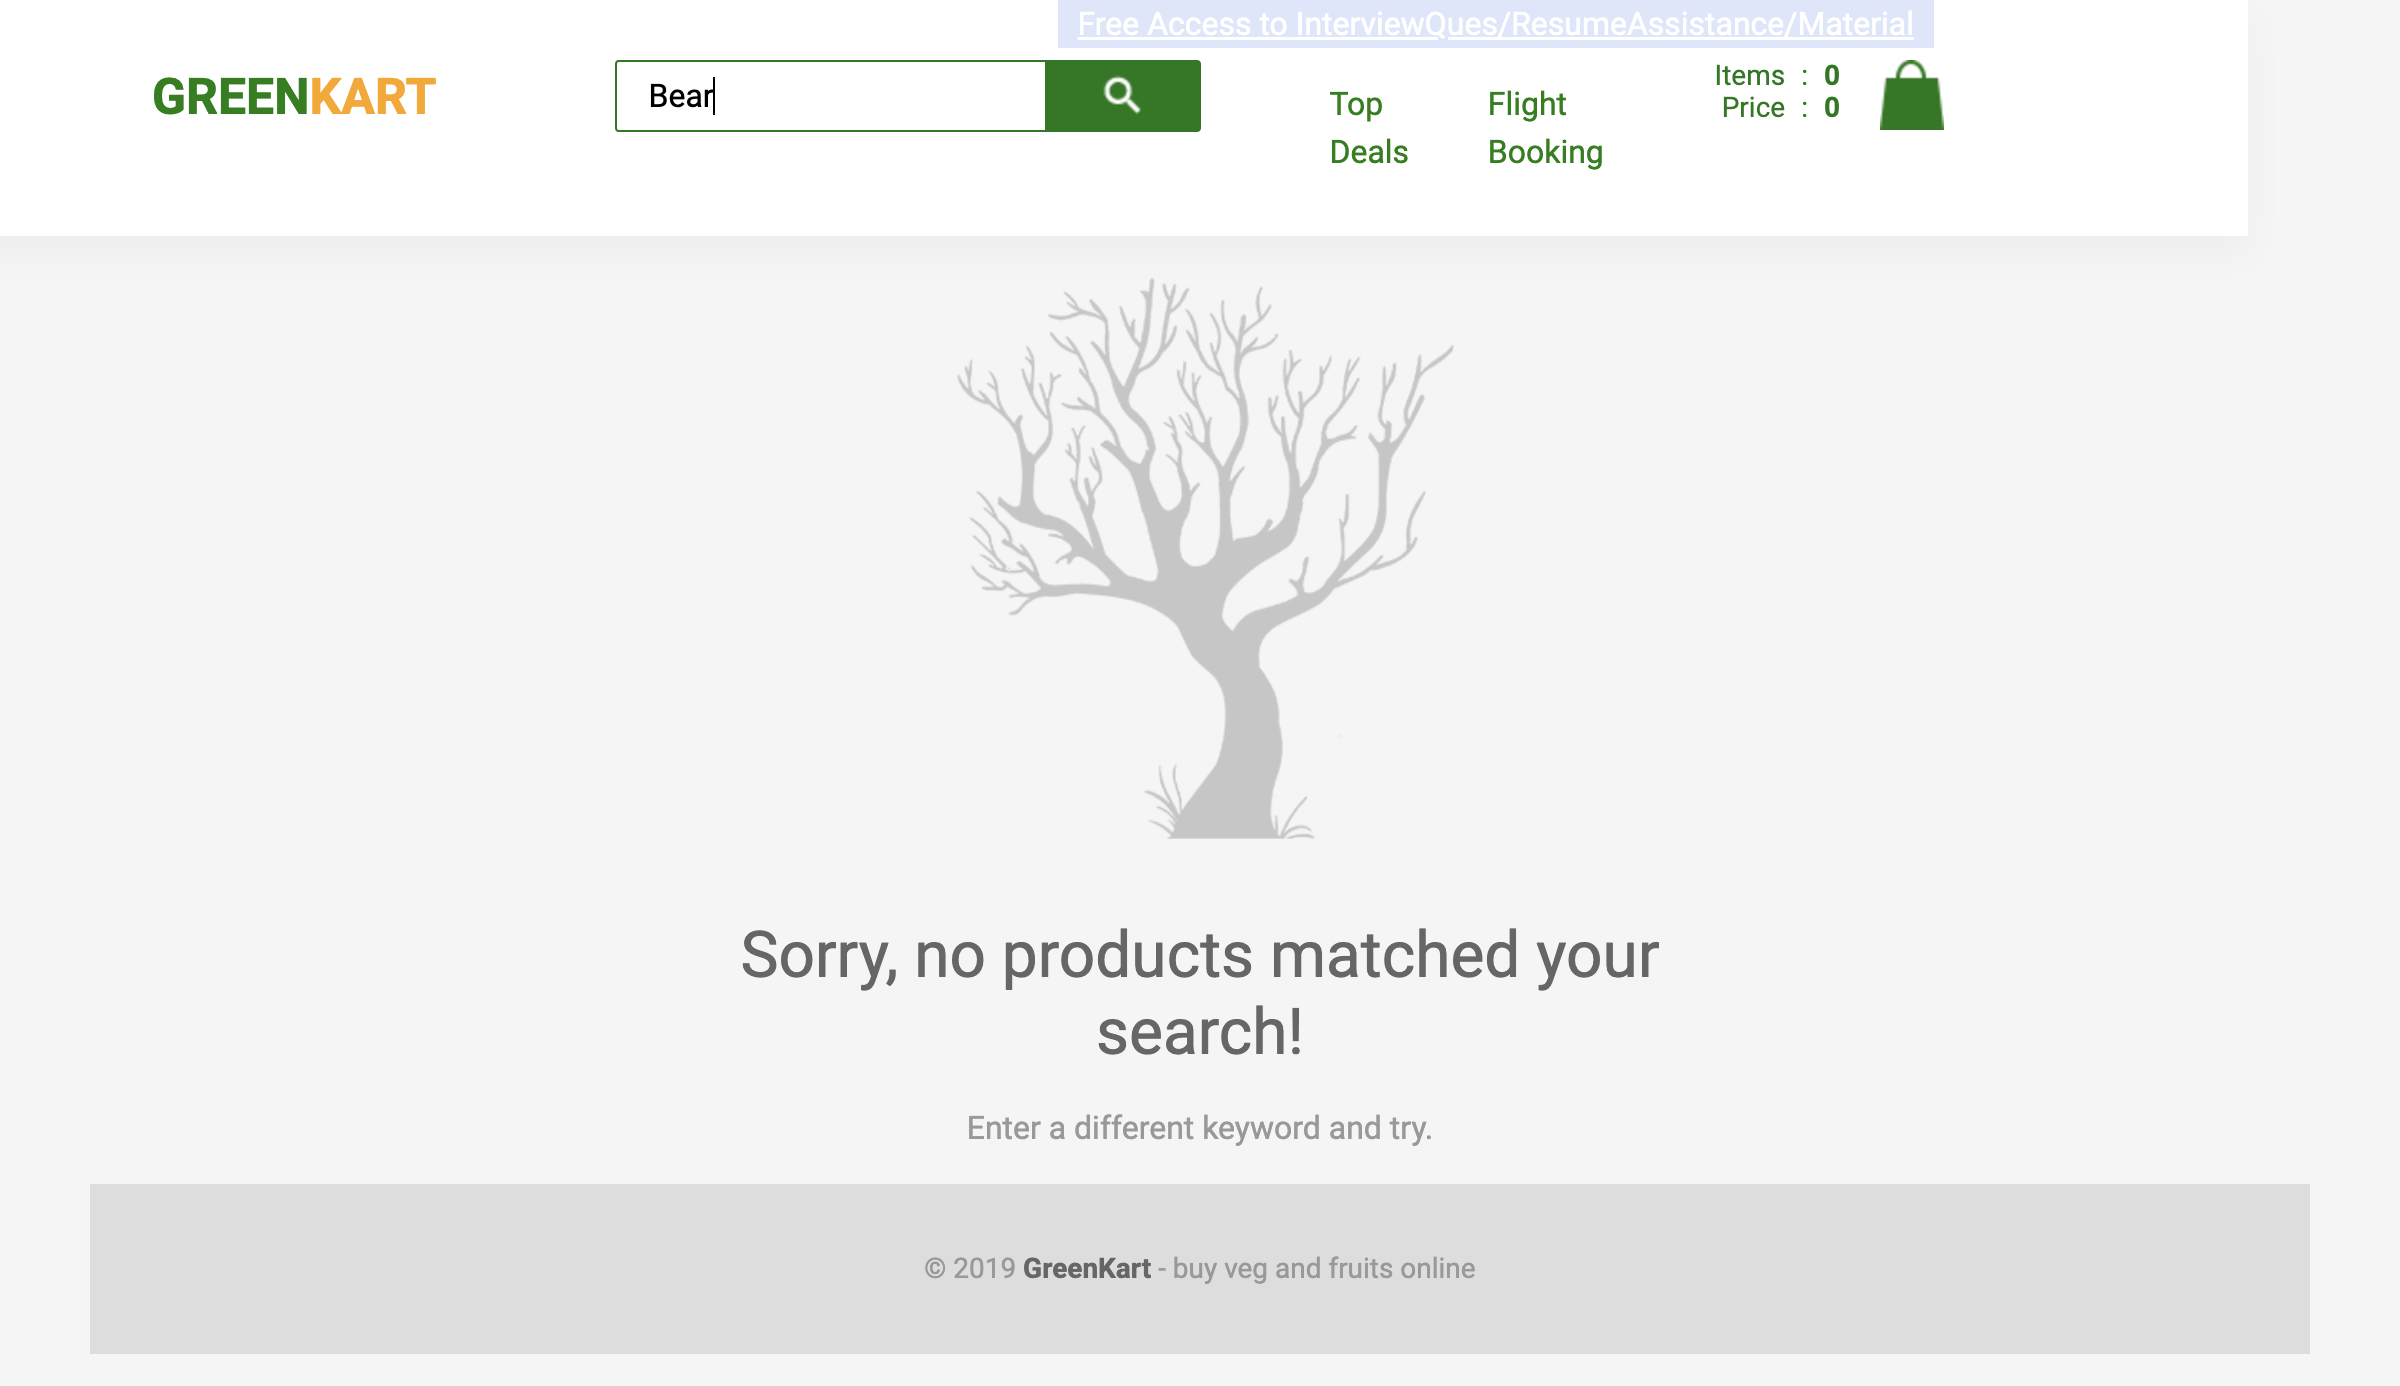 Free Access to InterviewQues/ResumeAssistance/Material
GREENKART
Bear
Top
Deals
Flight
Booking
Items : 0
Price : 0
Sorry, no products matched your
search!
Enter a different keyword and try.
© 2019 GreenKart - buy veg and fruits online